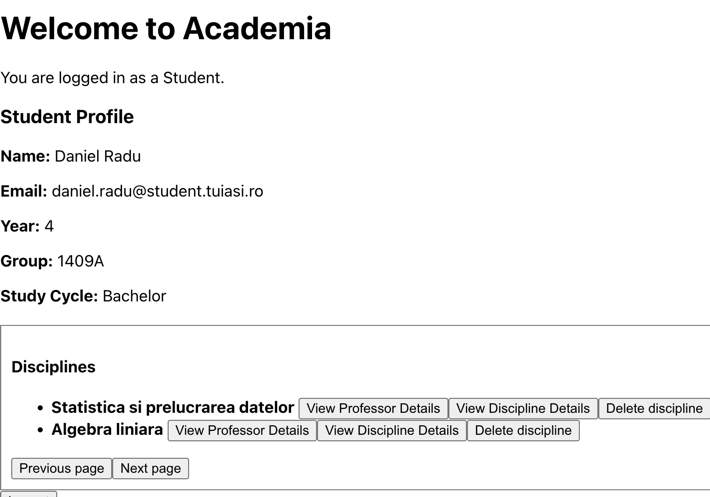 Welcome to Academia
You are logged in as a Student.
Student Profile
Name: Daniel Radu
Email: daniel.radu@student.tuiasi.ro
Year: 4
Group: 1409A
Study Cycle: Bachelor
Disciplines
• Statistica si prelucrarea datelor View Professor Details View Discipline Details Delete discipline
• Algebra liniara View Professor Details View Discipline Details Delete discipline
Previous page Next page